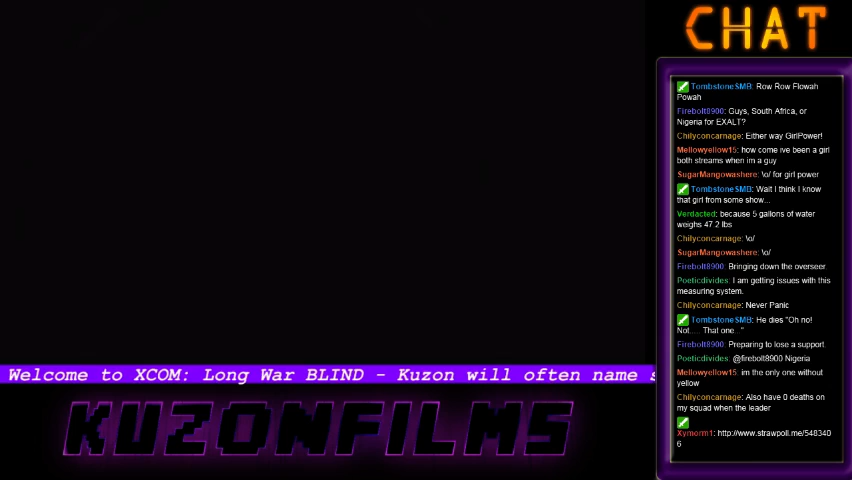 CHAT
TombstoneSMB: Row Row Flowah
Powah
Firebolt8900: Guys, South Africa, or
Nigeria for EXALT?
Chilyconcarnage: Either way GirlPower!
Mellowyellow15: how come ive been a girl
both streams when im a guy
SugarMangowashere: \o/ for girl power
TombstoneSMB: Wait I think I know
that girl from some show...
Verdacted: because 5 gallons of water
weighs 47.2 lbs
Chilyconcarnage: \o/
SugarMangowashere: \o/
Firebolt8900: Bringing down the overseer.
Poeticdivides: I am getting issues with this
measuring system.
Chilyconcarnage: Never Panic
TombstoneSMB: He dies "Oh no!
Not..... That one..."
Firebolt8900: Preparing to lose a support.
Poeticdivides: @firebolt8900 Nigeria
Mellowyellow15: im the only one without
yellow
Chilyconcarnage: Also have 0 deaths on
my squad when the leader
Xymorm1: http://www.strawpoll.me/548340
6
Welcome to XCOM: Long War BLIND - Kuzon will often name s
KUZONFILMS